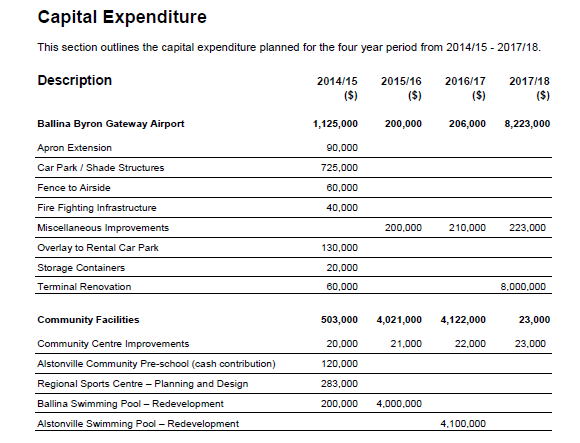 Capital Expenditure
This section outlines the capital expenditure planned for the four year period from 2014/15 - 2017/18.
Description 2014/15 2015/16 2016/17 2017/18
($) ($) ($) ($)
Ballina Byron Gateway Airport 1,125,000 200,000 206,000 8,223,000
Apron Extension 90,000
Car Park / Shade Structures 725,000
Fence to Airside 60,000
Fire Fighting Infrastructure 40,000
Miscellaneous Improvements 200,000 210,000 223,000
Overlay to Rental Car Park 130,000
Storage Containers 20,000
Terminal Renovation 60,000 8,000,000
Community Facilities 503,000 4,021,000 4,122,000 23,000
Community Centre Improvements 20,000 21,000 22,000 23,000
Alstonville Community Pre-school (cash contribution) 120,000
Regional Sports Centre – Planning and Design 283,000
Ballina Swimming Pool – Redevelopment 200,000 4,000,000
Alstonville Swimming Pool – Redevelopment 4,100,000